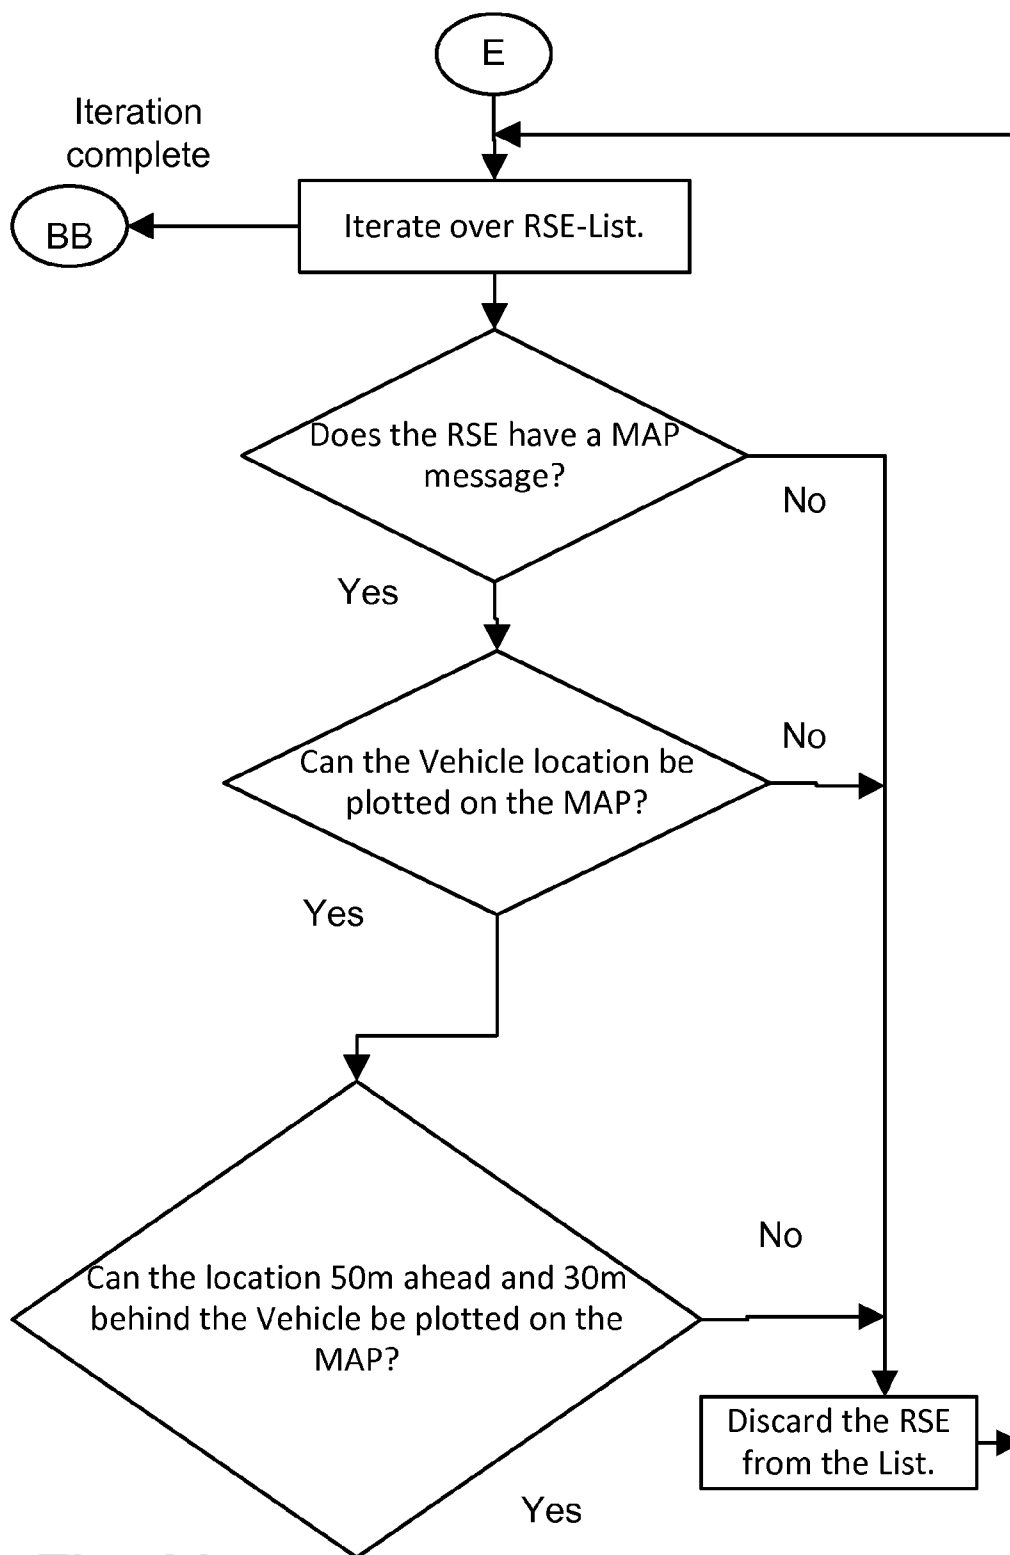 E
Iteration
complete
BB
Iterate over RSE-List.
Does the RSE have a MAP
message?
No
Yes
Can the Vehicle location be
plotted on the MAP?
No
Yes
Can the location 50m ahead and 30m
behind the Vehicle be plotted on the
MAP?
No
Discard the RSE
from the List.
Yes